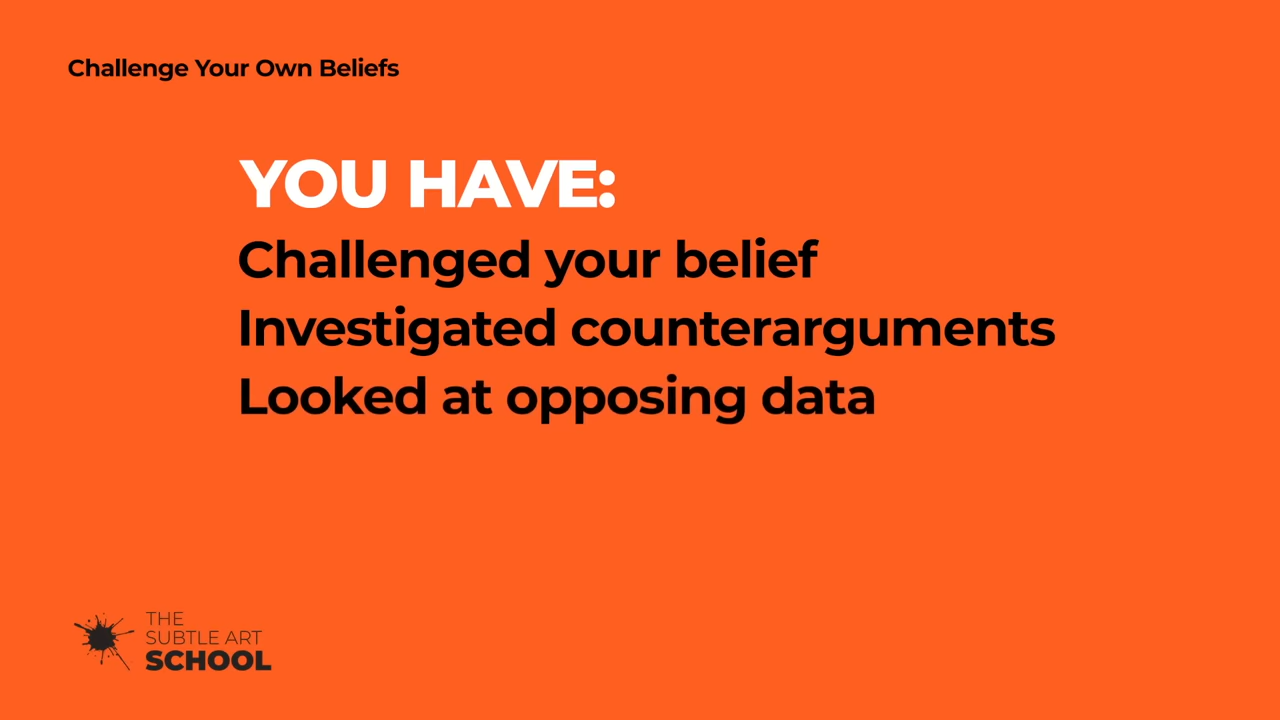 Challenge Your Own Beliefs
YOU HAVE:
Challenged your belief
Investigated counterarguments
Looked at opposing data
THE
SUBTLE ART
SCHOOL